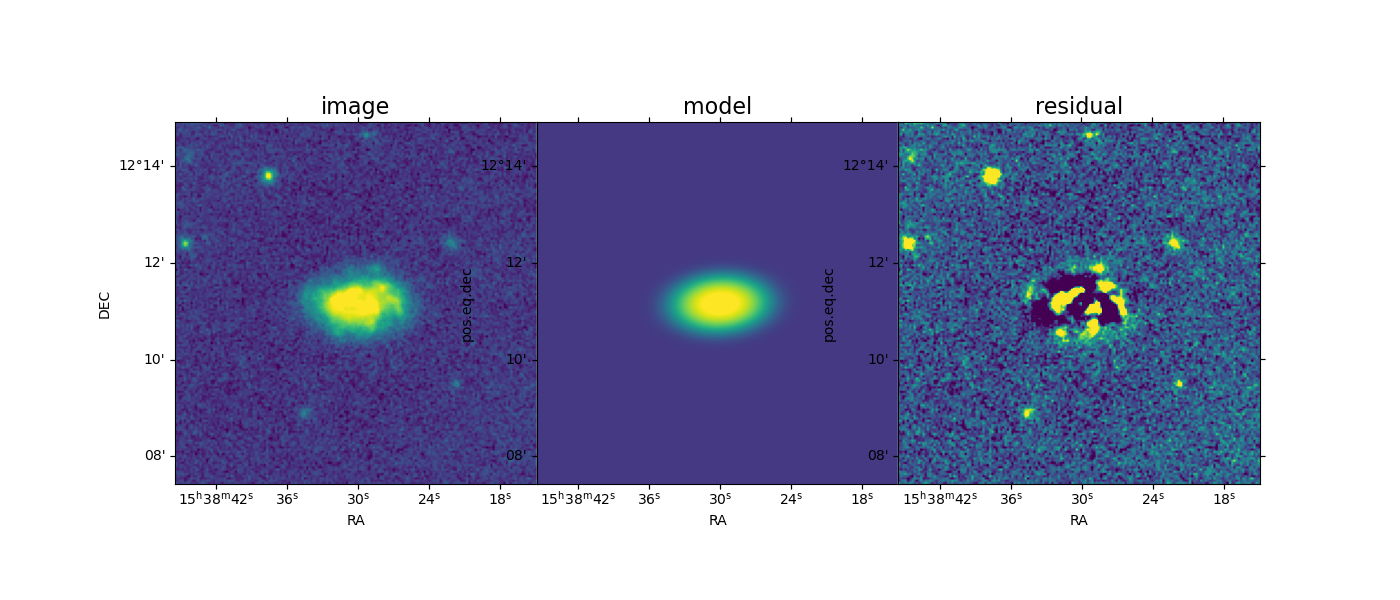 image model residual
12°14' 12°14' 12°14'
12' 12' 12'
DEC pos.eq.dec pos.eq.dec
10' 10' 10'
08' 08' 08'
15ʰ38ᵐ42ˢ 36ˢ 30ˢ 24ˢ 18ˢ 15ʰ38ᵐ42ˢ 36ˢ 30ˢ 24ˢ 18ˢ 15ʰ38ᵐ42ˢ 36ˢ 30ˢ 24ˢ 18ˢ
RA RA RA